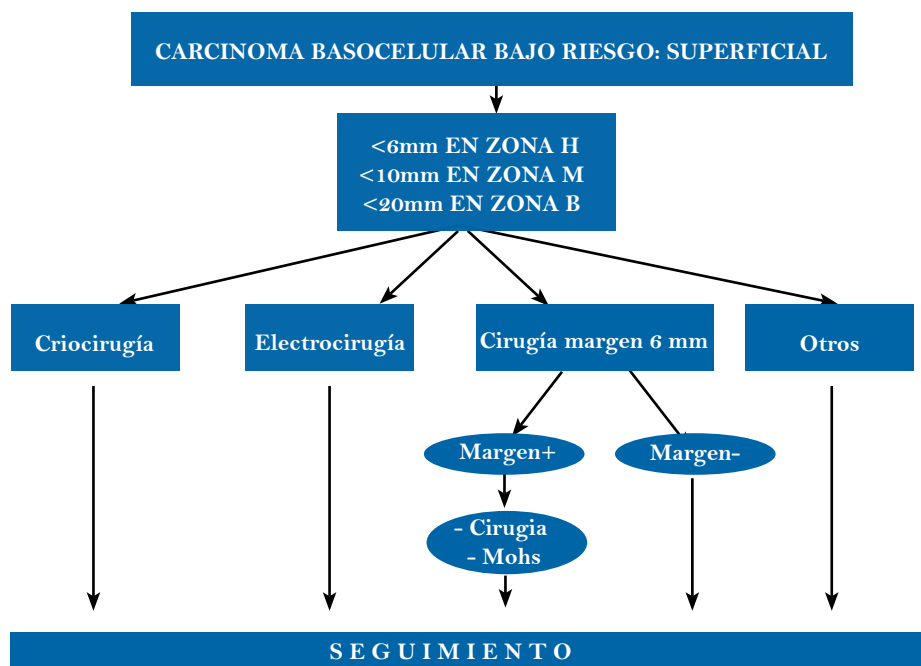 CARCINOMA BASOCELULAR BAJO RIESGO: SUPERFICIAL
<6mm EN ZONA H
<10mm EN ZONA M
<20mm EN ZONA B
Criocirugía
Electrocirugía
Cirugía margen 6 mm
Otros
Margen+
Margen-
- Cirugia
- Mohs
SEGUIMIENTO